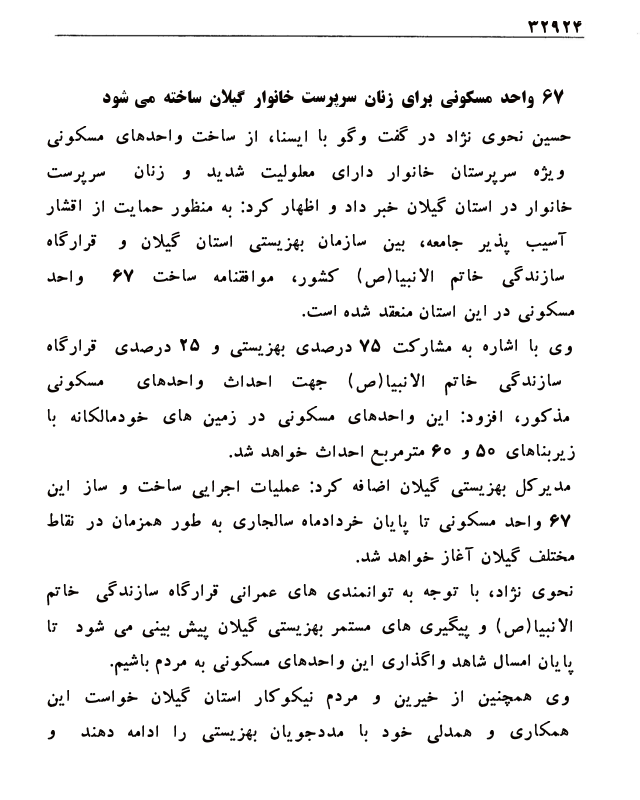 ۳۲۹۲۴
۶۷ واحد مسکونی برای زنان سرپرست خانوار گیلان ساخته می شود
حسین نحوی نژاد در گفت وگو با ایسنا، از ساخت واحدهای مسکونی
ویژه سرپرستان خانوار دارای معلولیت شدید و زنان سرپرست
خانوار در استان گیلان خبر داد و اظهار کرد: به منظور حمایت از اقشار
آسیب پذیر جامعه، بین سازمان بهزیستی استان گیلان و قرارگاه
سازندگی خاتم الانبیا(ص) کشور، موافقنامه ساخت ۶۷ واحد
مسکونی در این استان منعقد شده است.
وی با اشاره به مشارکت ۷۵ درصدی بهزیستی و ۲۵ درصدی قرارگاه
سازندگی خاتم الانبیا(ص) جهت احداث واحدهای مسکونی
مذکور، افزود: این واحدهای مسکونی در زمین های خودمالکانه با
زیربناهای ۵۰ و ۶۰ مترمربع احداث خواهد شد.
مدیرکل بهزیستی گیلان اضافه کرد: عملیات اجرایی ساخت و ساز این
۶۷ واحد مسکونی تا پایان خردادماه سالجاری به طور همزمان در نقاط
مختلف گیلان آغاز خواهد شد.
نحوی نژاد، با توجه به توانمندی های عمرانی قرارگاه سازندگی خاتم
الانبیا(ص) و پیگیری های مستمر بهزیستی گیلان پیش بینی می شود تا
پایان امسال شاهد واگذاری این واحدهای مسکونی به مردم باشیم.
وی همچنین از خیرین و مردم نیکوکار استان گیلان خواست این
همکاری و همدلی خود با مددجویان بهزیستی را ادامه دهند و